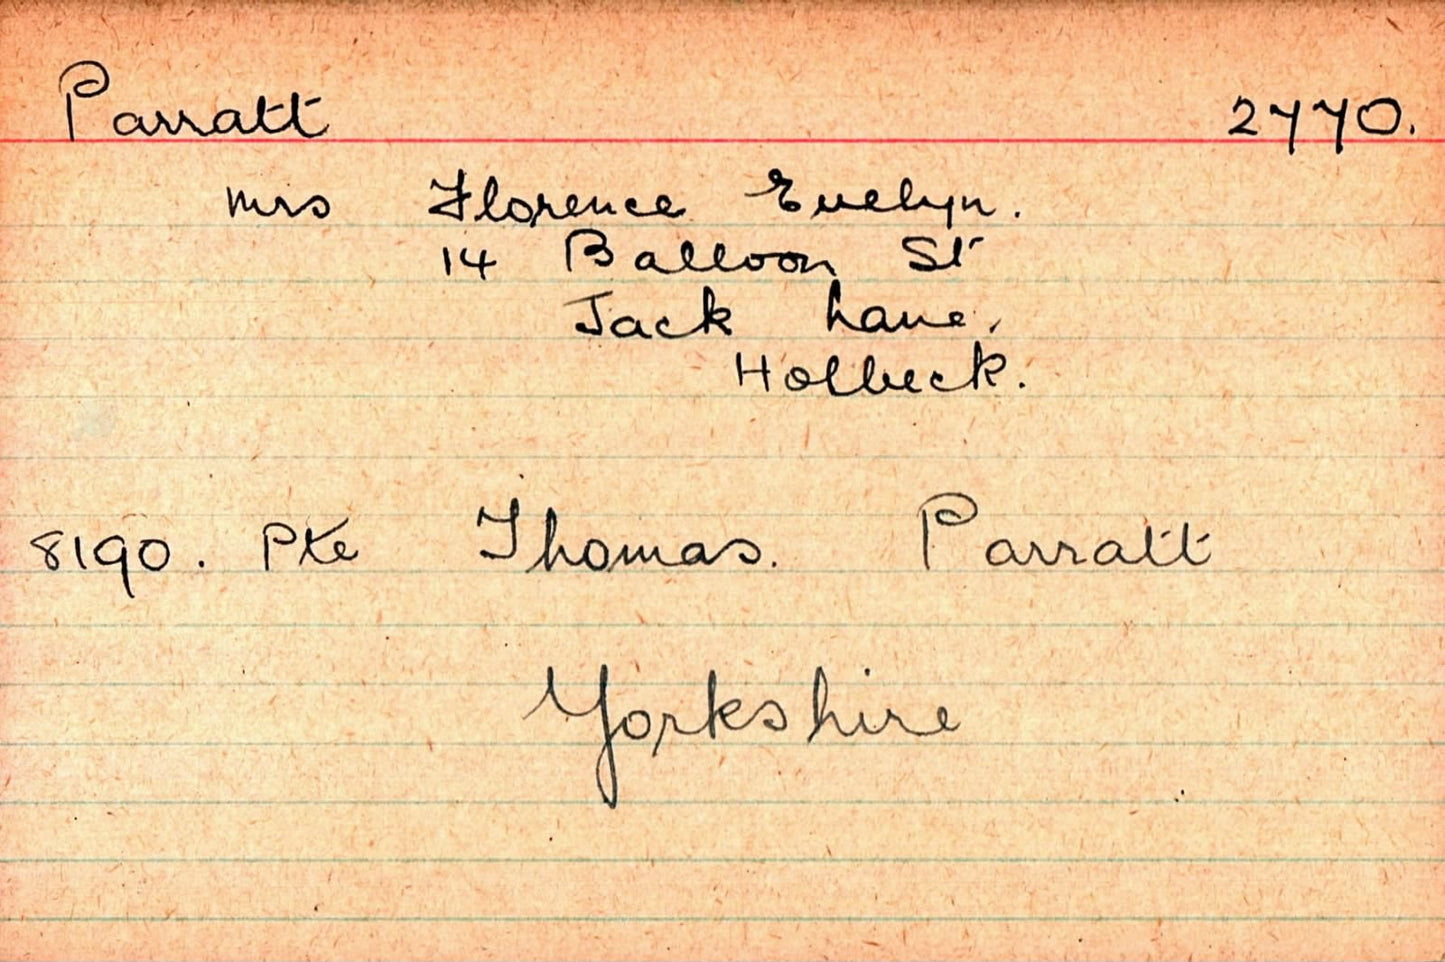 Parratt 2770.
Mrs Florence Evelyn.
14 Balloon St
Jack Lane.
Holbeck.
8190. Pte Thomas. Parratt
Yorkshire